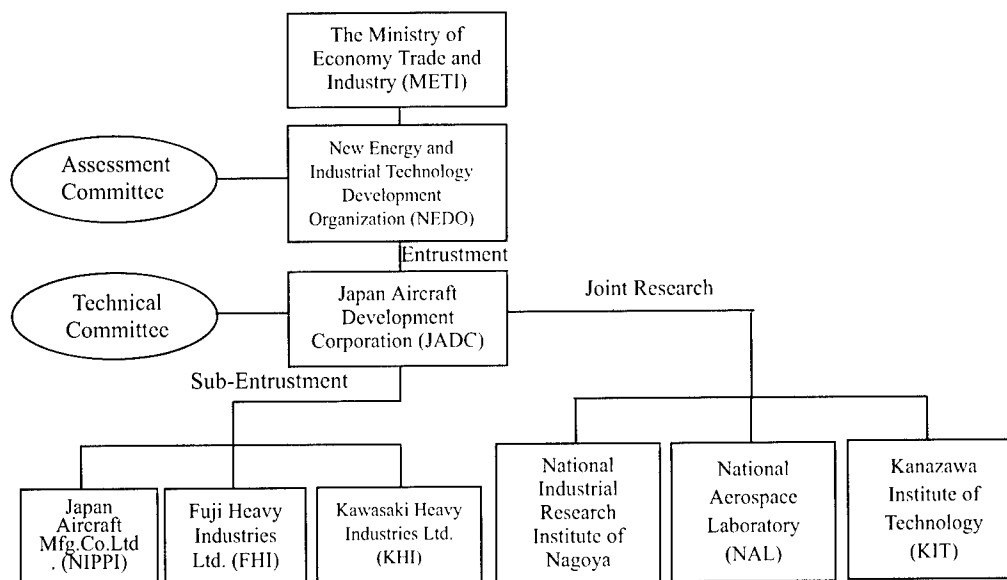 The Ministry of
Economy Trade and
Industry (METI)
Assessment
Committee
New Energy and
Industrial Technology
Development
Organization (NEDO)
Entrustment
Technical
Committee
Japan Aircraft
Development
Corporation (JADC)
Joint Research
Sub-Entrustment
Japan
Aircraft
Mfg.Co.Ltd
. (NIPPI)
Fuji Heavy
Industries
Ltd. (FHI)
Kawasaki Heavy
Industries Ltd.
(KHI)
National
Industrial
Research
Institute of
Nagoya
National
Aerospace
Laboratory
(NAL)
Kanazawa
Institute of
Technology
(KIT)